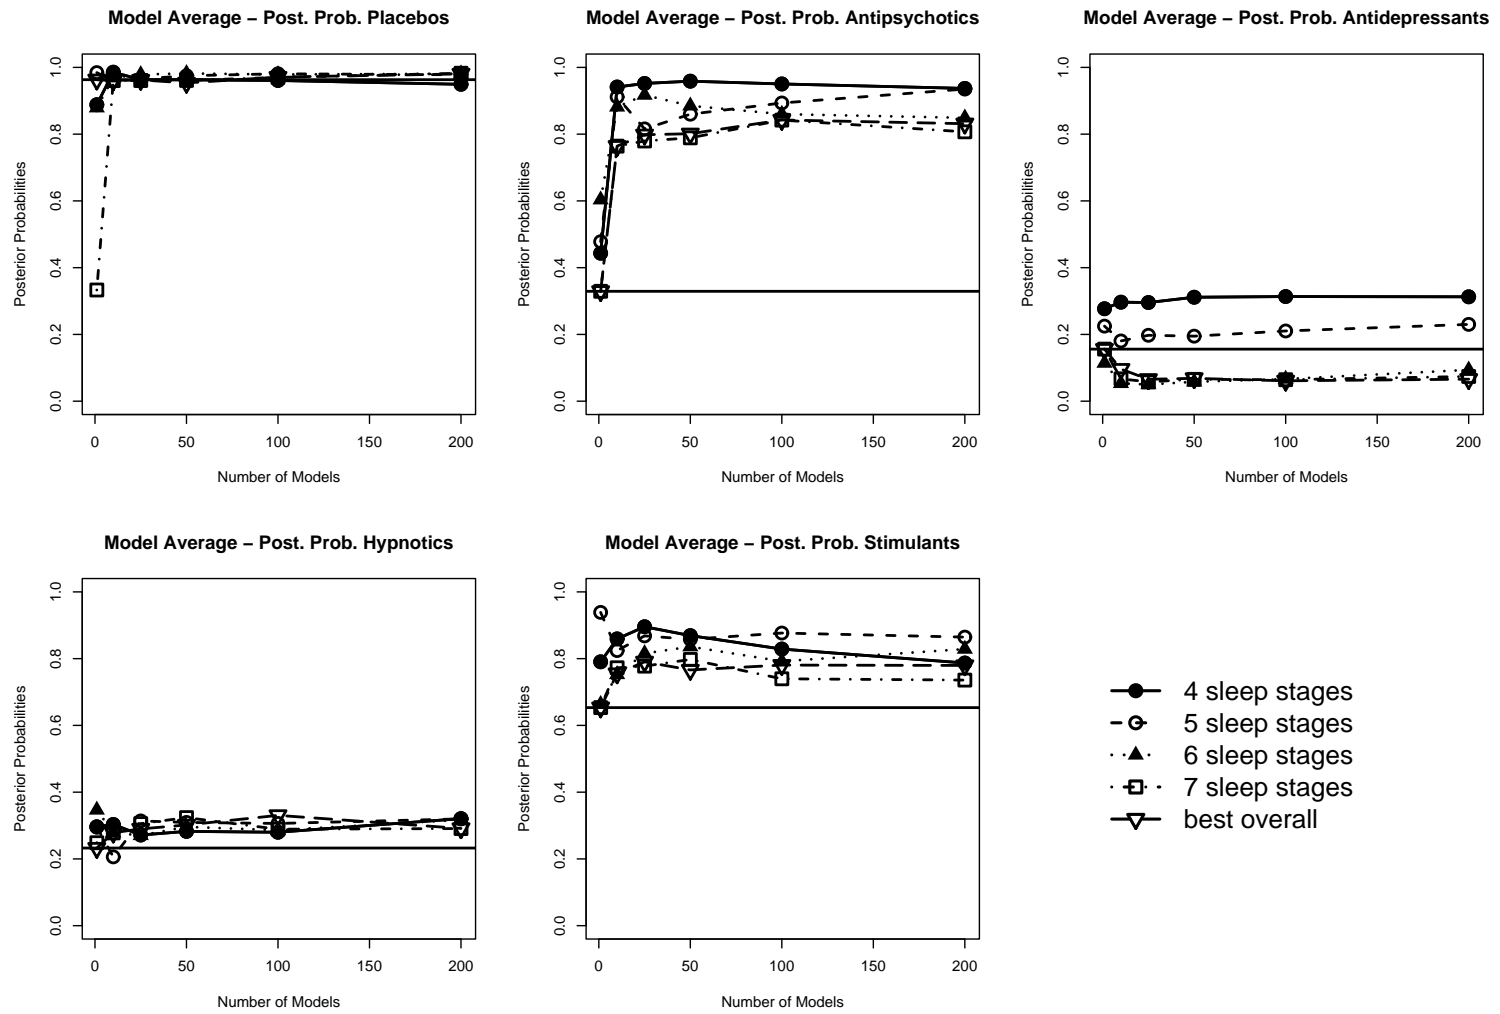 Model Average – Post. Prob. Placebos
Posterior Probabilities
0.0 0.2 0.4 0.6 0.8 1.0
0 50 100 150 200
Number of Models
Model Average – Post. Prob. Antipsychotics
Posterior Probabilities
0.0 0.2 0.4 0.6 0.8 1.0
0 50 100 150 200
Number of Models
Model Average – Post. Prob. Antidepressants
Posterior Probabilities
0.0 0.2 0.4 0.6 0.8 1.0
0 50 100 150 200
Number of Models
Model Average – Post. Prob. Hypnotics
Posterior Probabilities
0.0 0.2 0.4 0.6 0.8 1.0
0 50 100 150 200
Number of Models
Model Average – Post. Prob. Stimulants
Posterior Probabilities
0.0 0.2 0.4 0.6 0.8 1.0
0 50 100 150 200
Number of Models
4 sleep stages
5 sleep stages
6 sleep stages
7 sleep stages
best overall